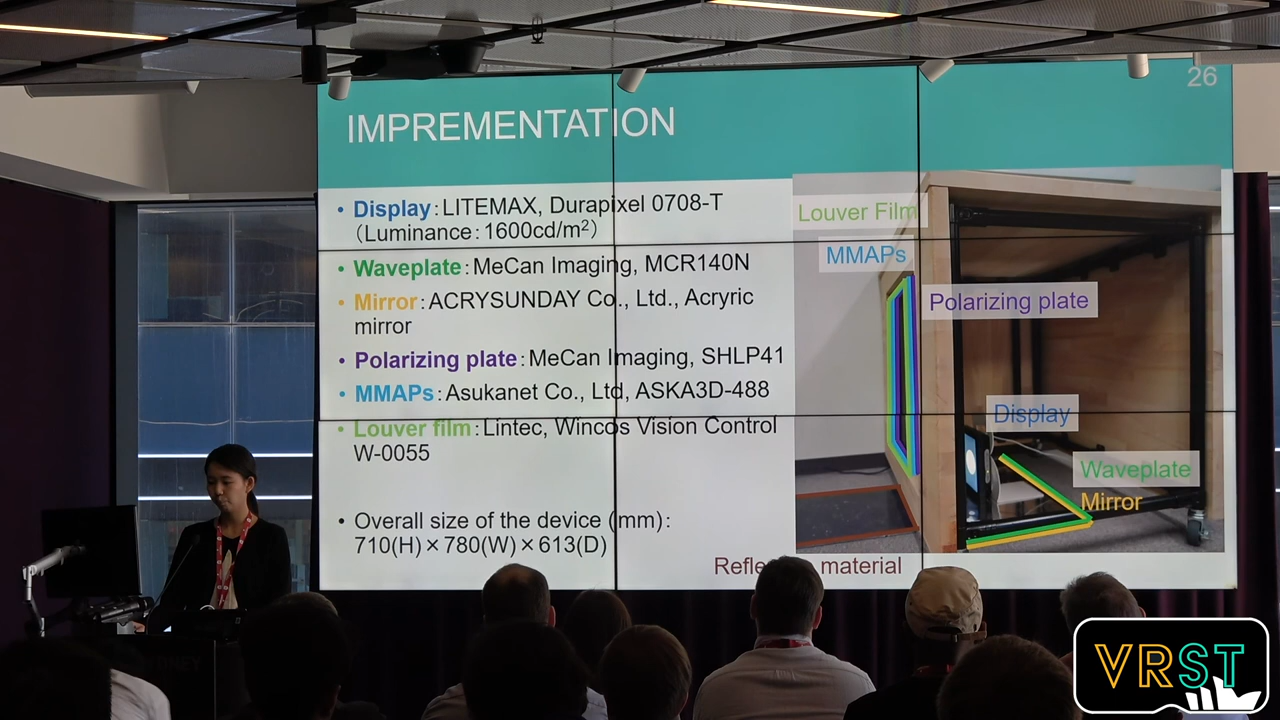 26
IMPREMENTATION
• Display：LITEMAX, Durapixel 0708-T
（Luminance：1600cd/m²）
• Waveplate：MeCan Imaging, MCR140N
• Mirror：ACRYSUNDAY Co., Ltd., Acryric
mirror
• Polarizing plate：MeCan Imaging, SHLP41
• MMAPs：Asukanet Co., Ltd, ASKA3D-488
• Louver film：Lintec, Wincos Vision Control
W-0055
• Overall size of the device (mm)：
710(H)×780(W)×613(D)
Louver Film
MMAPs
Polarizing plate
Display
Waveplate
Mirror
material
VRST